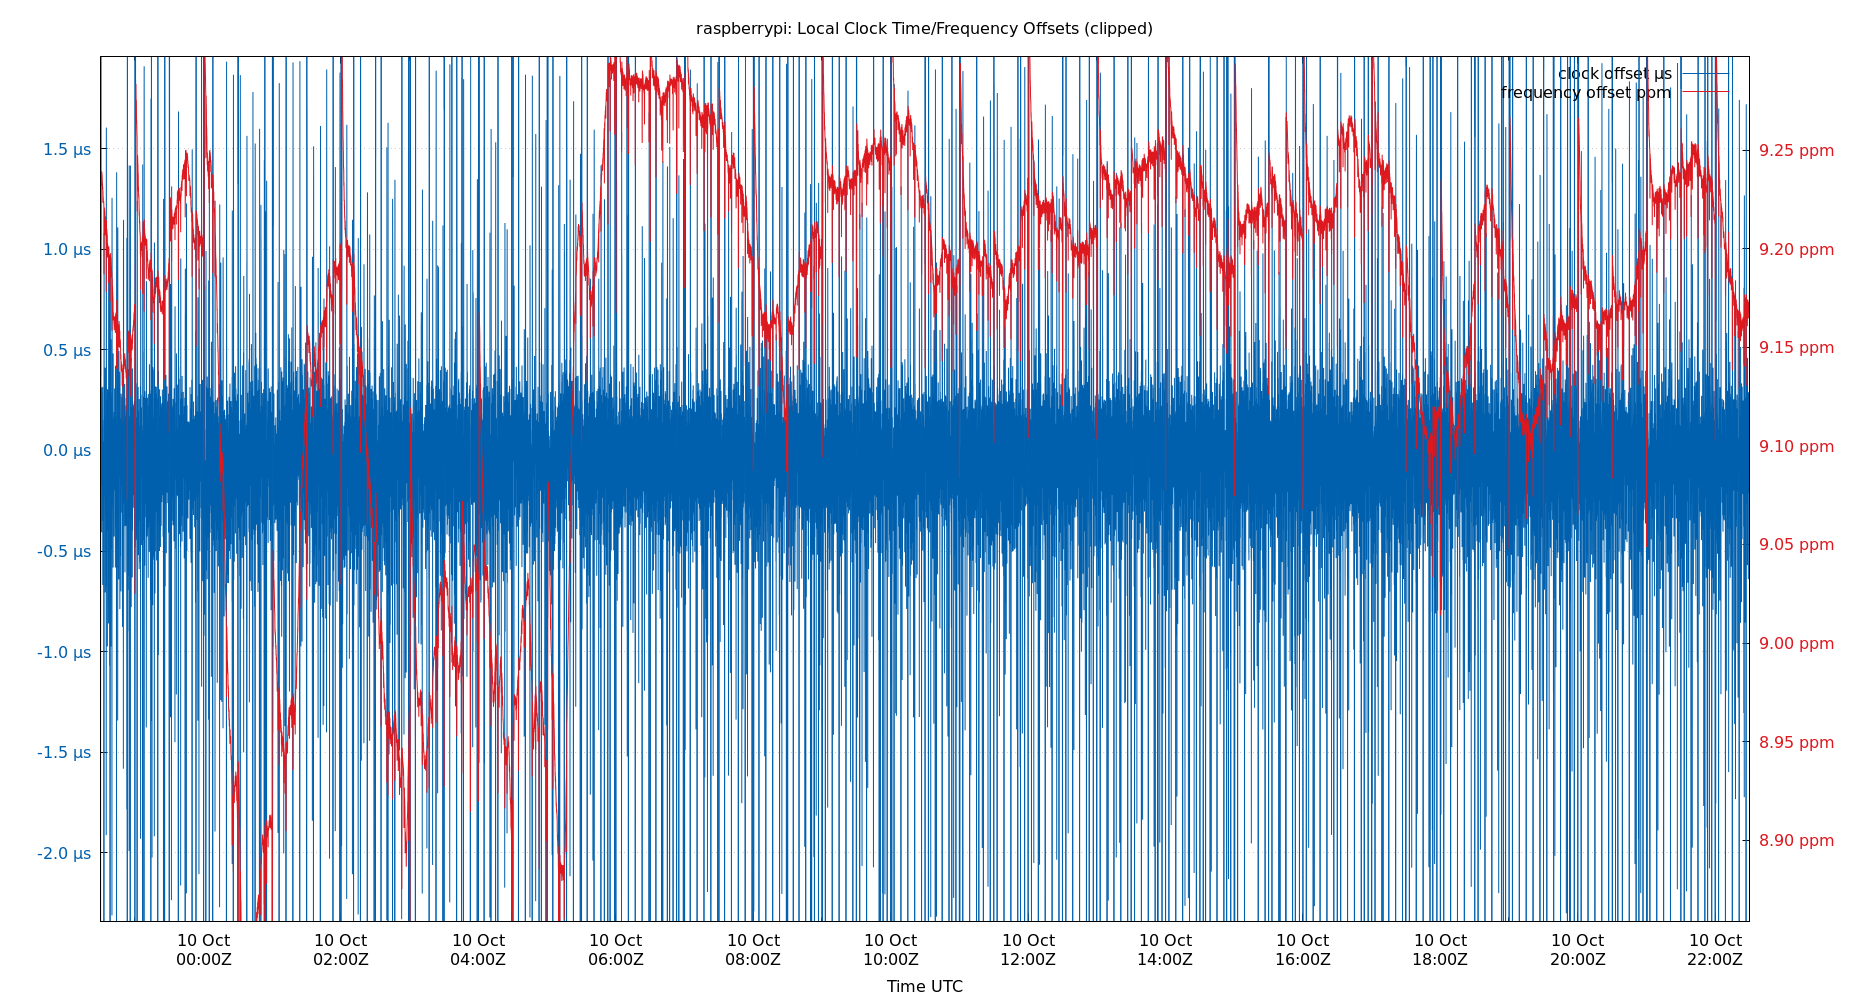 raspberrypi: Local Clock Time/Frequency Offsets (clipped)
clock offset µs
frequency offset ppm
1.5 µs
1.0 µs
0.5 µs
0.0 µs
-0.5 µs
-1.0 µs
-1.5 µs
-2.0 µs
9.25 ppm
9.20 ppm
9.15 ppm
9.10 ppm
9.05 ppm
9.00 ppm
8.95 ppm
8.90 ppm
10 Oct 10 Oct 10 Oct 10 Oct 10 Oct 10 Oct 10 Oct 10 Oct 10 Oct 10 Oct 10 Oct 10 Oct
00:00Z 02:00Z 04:00Z 06:00Z 08:00Z 10:00Z 12:00Z 14:00Z 16:00Z 18:00Z 20:00Z 22:00Z
Time UTC